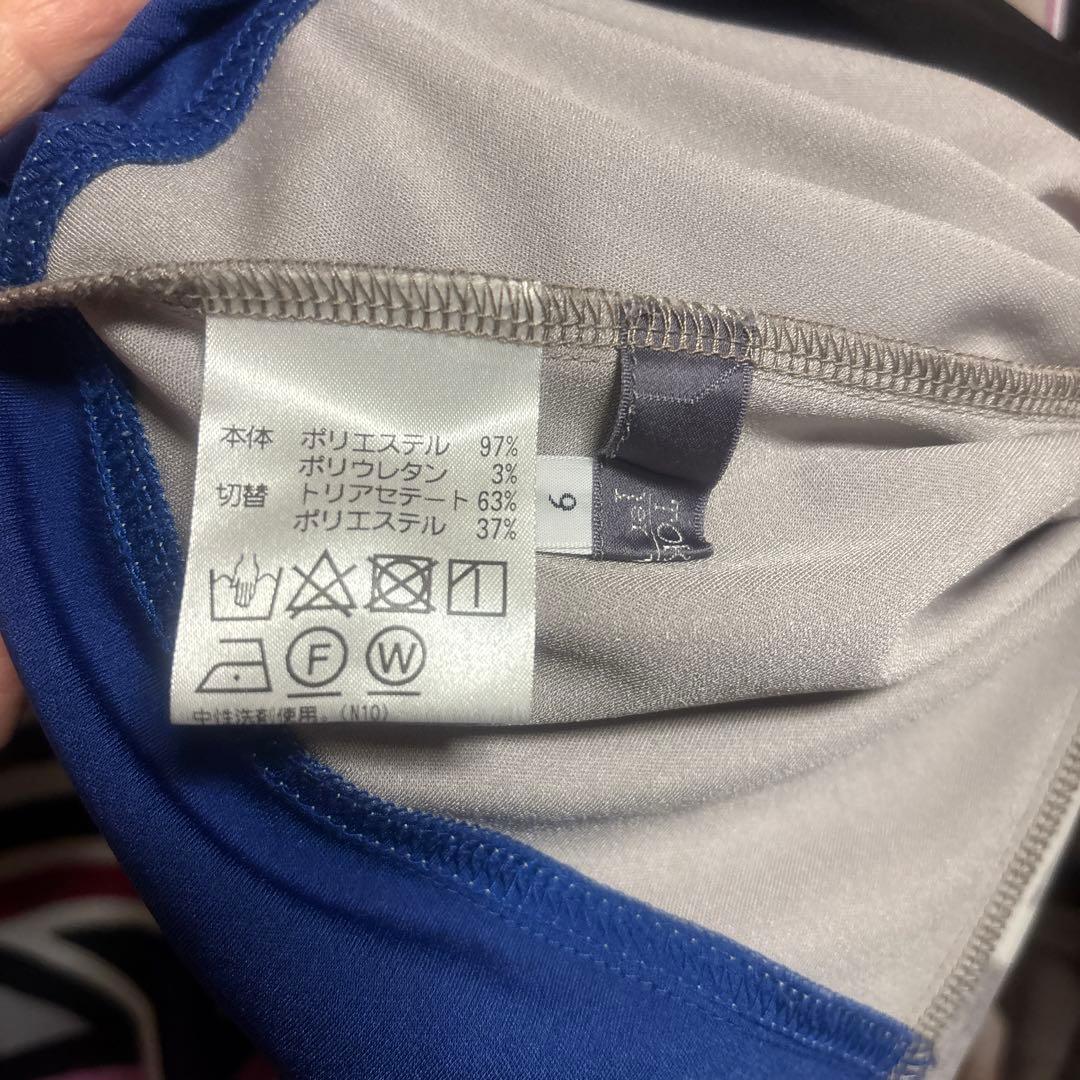 本体 ポリエステル 97%
ポリウレタン 3%
切替 トリアセテート 63%
ポリエステル 37%
F W
中性洗剤使用。(N10)
9